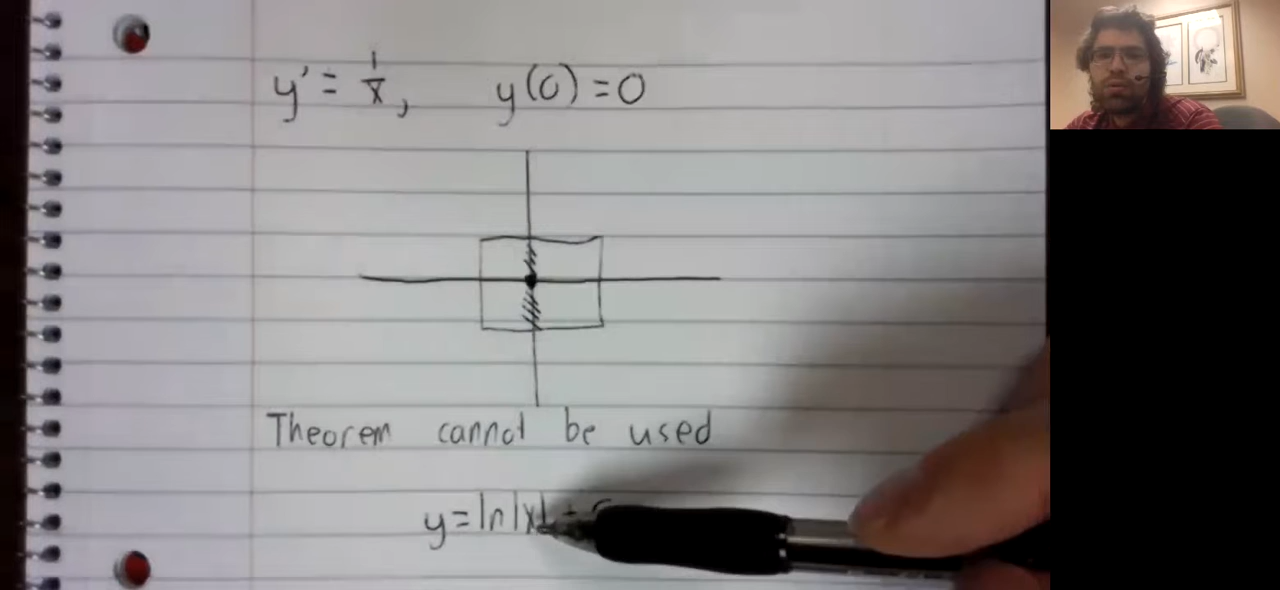 y' = 1/x, y(0) = 0
Theorem cannot be used
y = ln|x| +